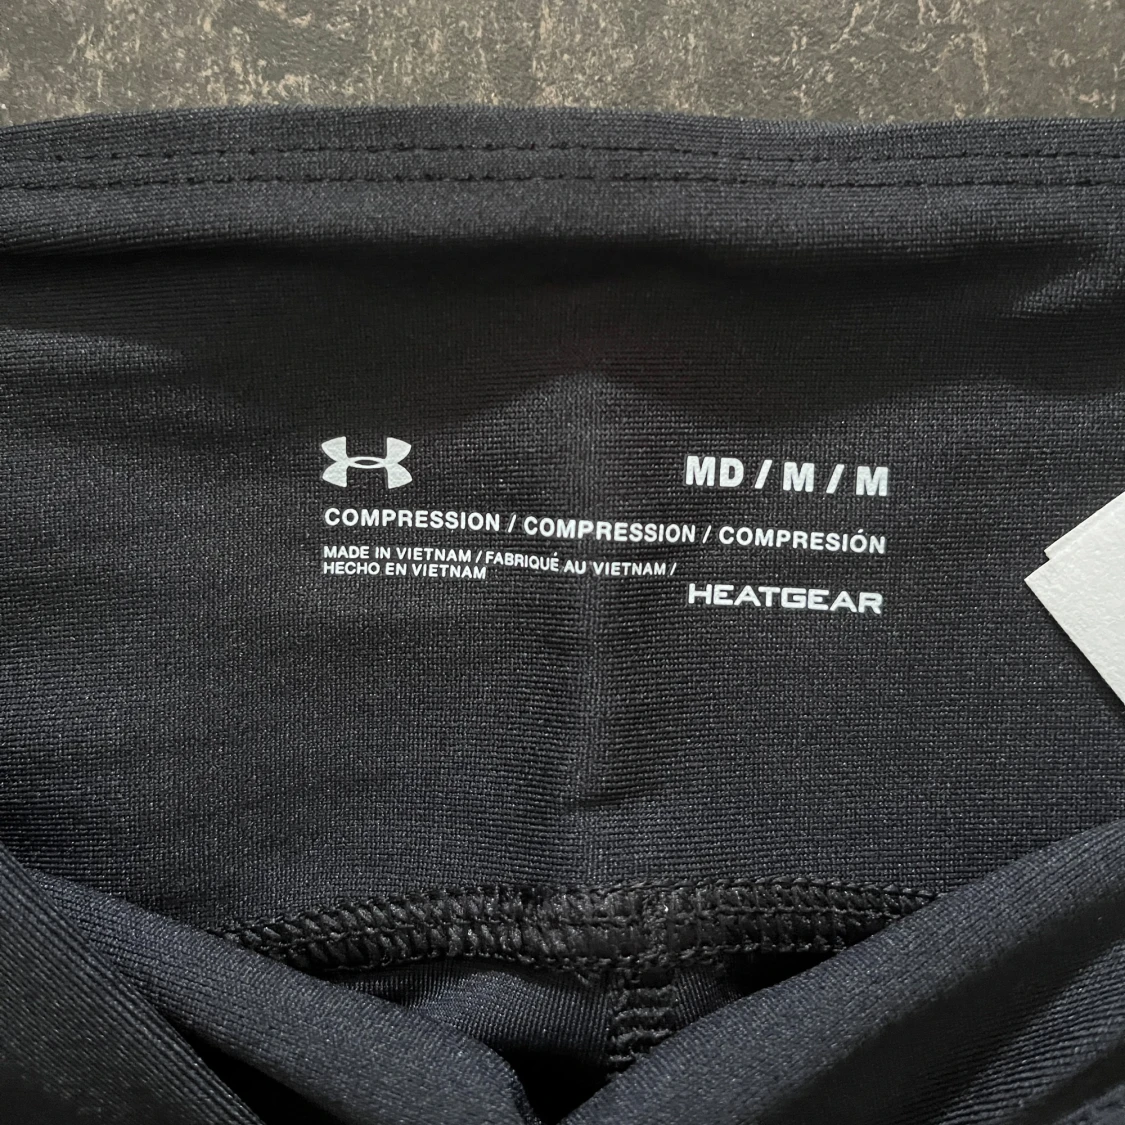 MD / M / M
COMPRESSION / COMPRESSION / COMPRESIÓN
MADE IN VIETNAM / FABRIQUÉ AU VIETNAM /
HECHO EN VIETNAM
HEATGEAR